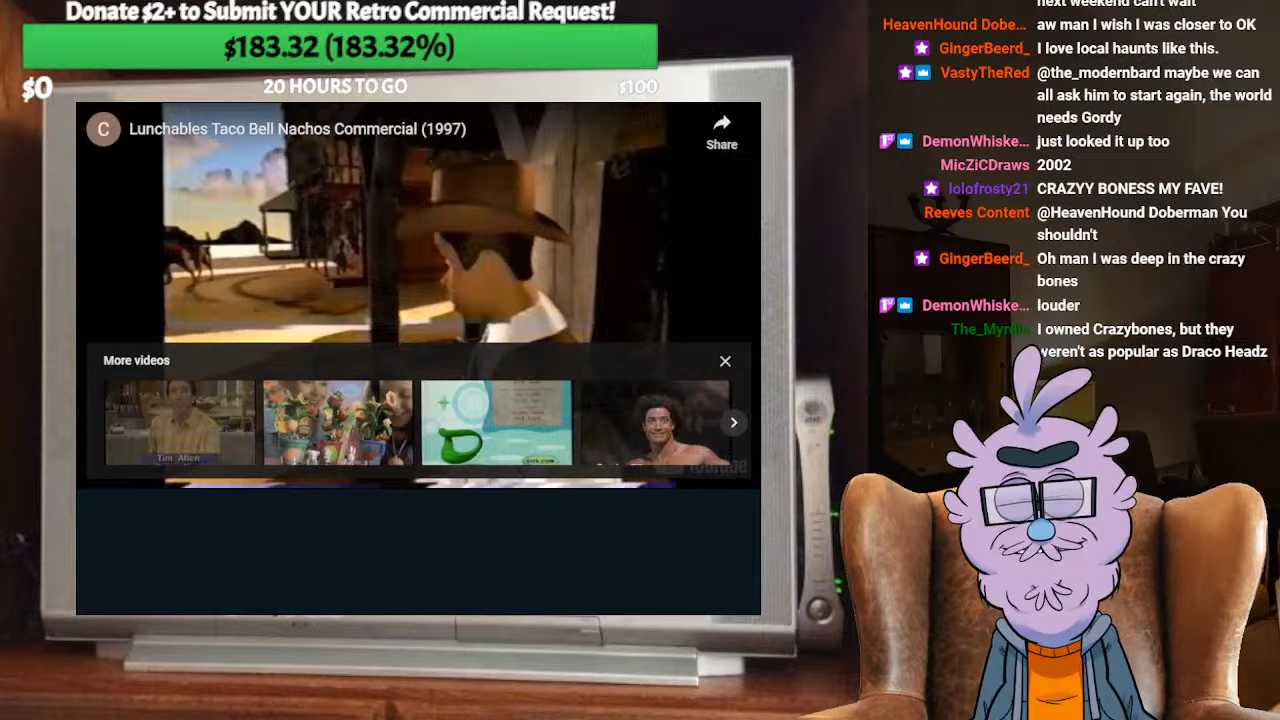 Donate $2+ to Submit YOUR Retro Commercial Request!
$183.32 (183.32%)
$0
20 HOURS TO GO
$100
C
Lunchables Taco Bell Nachos Commercial (1997)
Share
More videos
Tim Allen
nick.com
next weekend can't wait
HeavenHound Dobe... aw man I wish I was closer to OK
GingerBeerd_ I love local haunts like this.
VastyTheRed @the_modernbard maybe we can
all ask him to start again, the world
needs Gordy
DemonWhiske... just looked it up too
MicZiCDraws 2002
lolofrosty21 CRAZYY BONESS MY FAVE!
Reeves Content @HeavenHound Doberman You
shouldn't
GingerBeerd_ Oh man I was deep in the crazy
bones
DemonWhiske... louder
The_Myrdin I owned Crazybones, but they
weren't as popular as Draco Headz